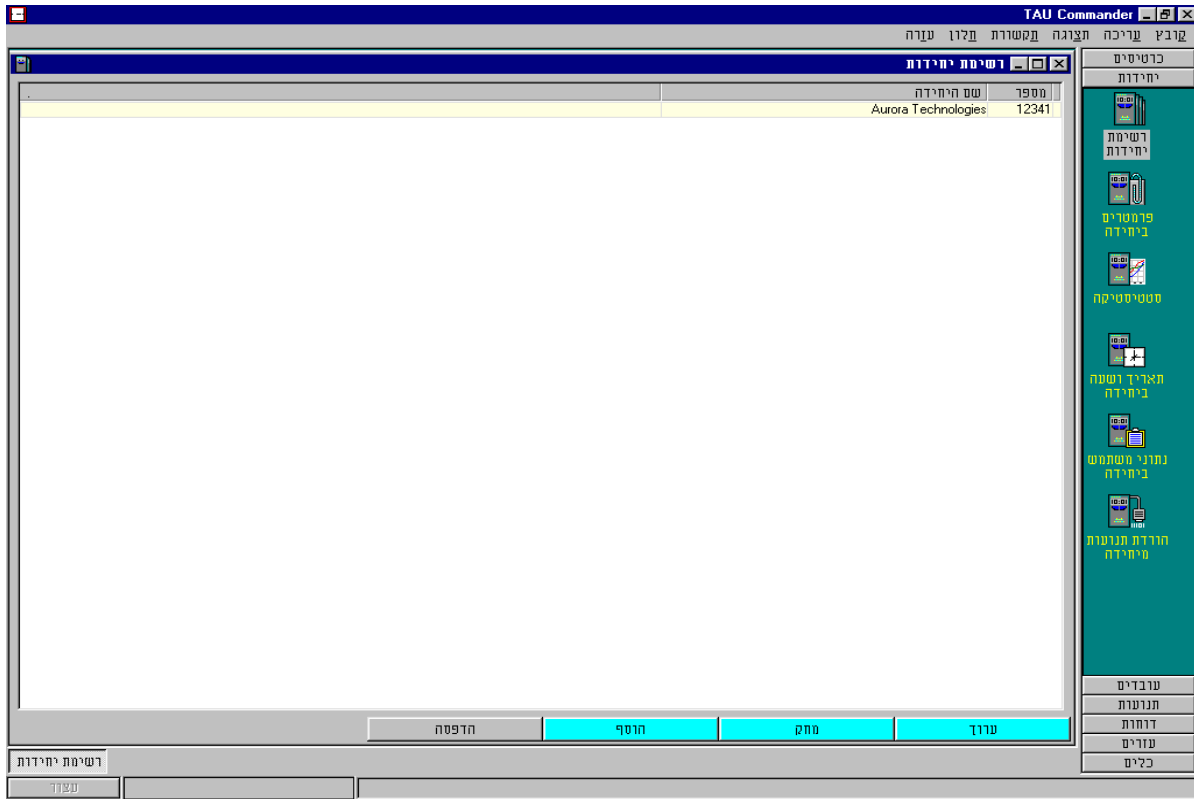 TAU Commander
קובץ עריכה תצוגה תקשורת חלון עזרה
כרטיסים
יחידות
רשימת
יחידות
פרמטרים
ביחידה
סטטיסטיקה
תאריך ושעה
ביחידה
נתוני משתמש
ביחידה
הורדת תנועות
מיחידה
עובדים
תנועות
דוחות
עזרים
כלים
רשימת יחידות
מספר שם היחידה .
12341 Aurora Technologies
ערוך מחק הוסף הדפסה
רשימת יחידות
עצור